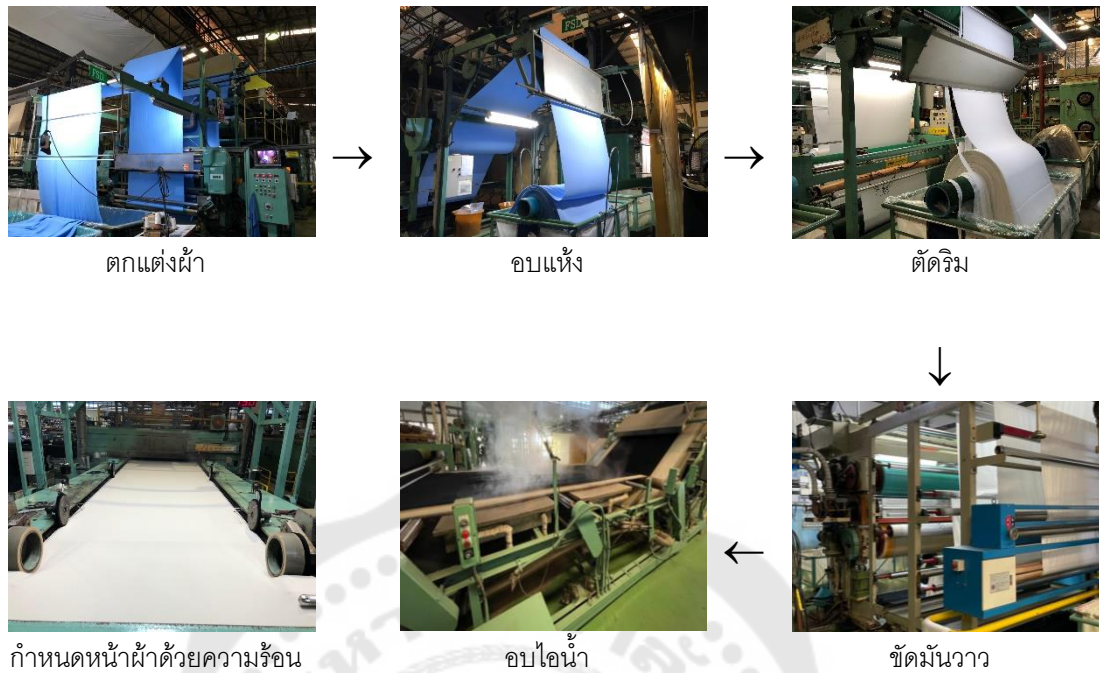 FSD
FSD
→
→
ตกแต่งผ้า
อบแห้ง
ตัดริม
↓
←
กำหนดหน้าผ้าด้วยความร้อน
อบไอน้ำ
ขัดมันวาว